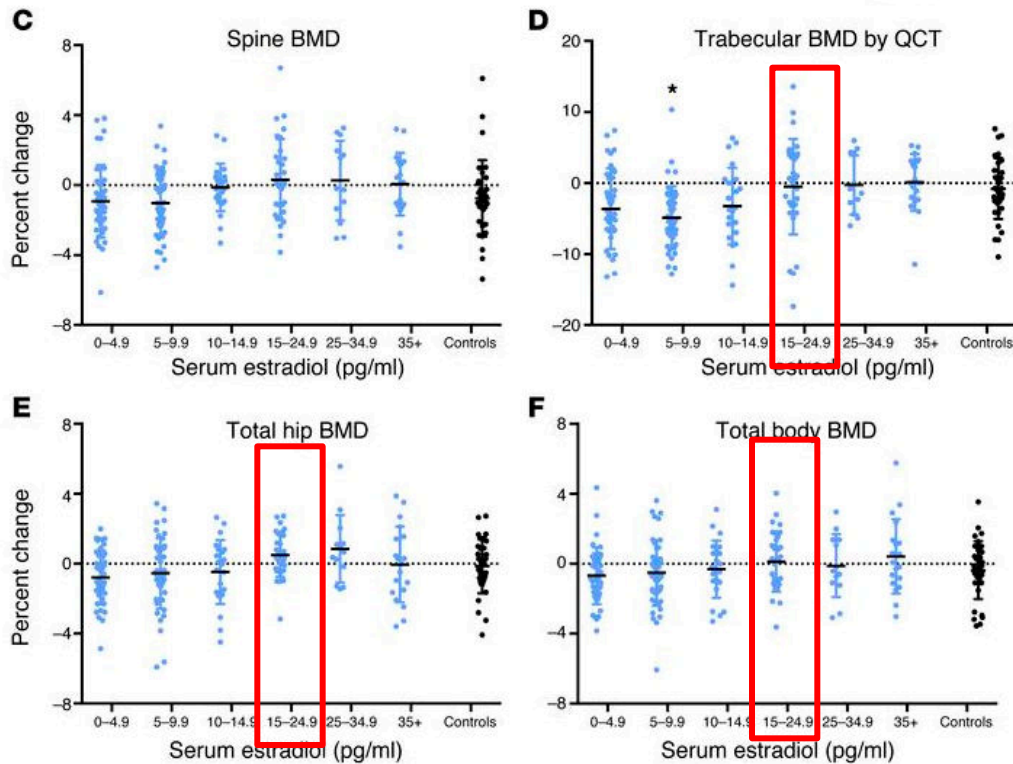 C
Spine BMD
8
4
0
–4
–8
Percent change
0–4.9 5–9.9 10–14.9 15–24.9 25–34.9 35+ Controls
Serum estradiol (pg/ml)
D
Trabecular BMD by QCT
20
10
0
–10
–20
*
0–4.9 5–9.9 10–14.9 15–24.9 25–34.9 35+ Controls
Serum estradiol (pg/ml)
E
Total hip BMD
8
4
0
–4
–8
Percent change
0–4.9 5–9.9 10–14.9 15–24.9 25–34.9 35+ Controls
Serum estradiol (pg/ml)
F
Total body BMD
8
4
0
–4
–8
0–4.9 5–9.9 10–14.9 15–24.9 25–34.9 35+ Controls
Serum estradiol (pg/ml)